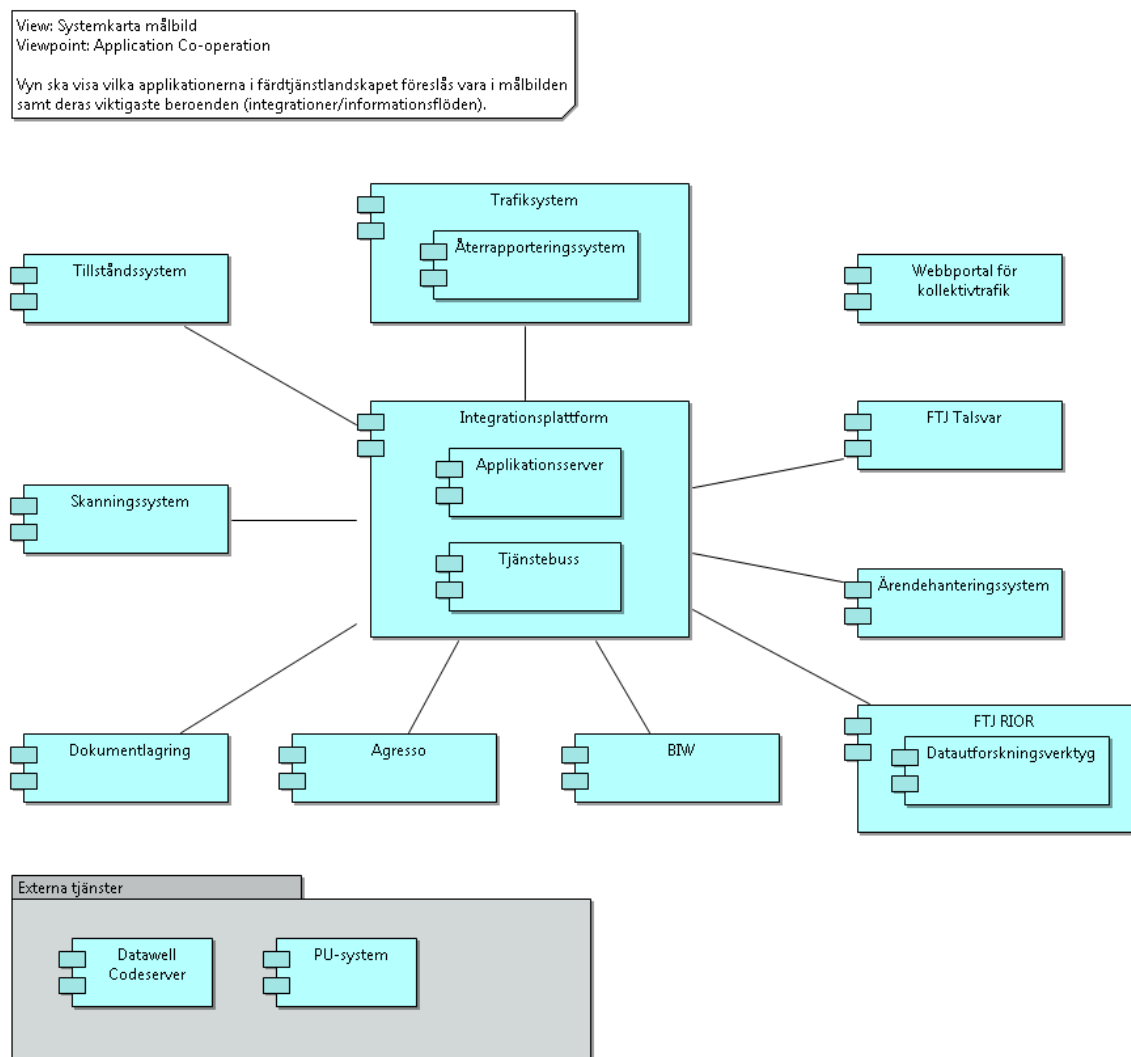 View: Systemkarta målbild
Viewpoint: Application Co-operation
Vyn ska visa vilka applikationerna i färdtjänstlandskapet föreslås vara i målbilden
samt deras viktigaste beroenden (integrationer/informationsflöden).
Trafiksystem
Återrapporteringssystem
Tillståndssystem
Webbportal för
kollektivtrafik
Integrationsplattform
FTJ Talsvar
Applikationsserver
Skanningssystem
Tjänstebuss
Ärendehanteringssystem
Dokumentlagring
Agresso
BIW
FTJ RIOR
Datautforskningsverktyg
Externa tjänster
Datawell
Codeserver
PU-system